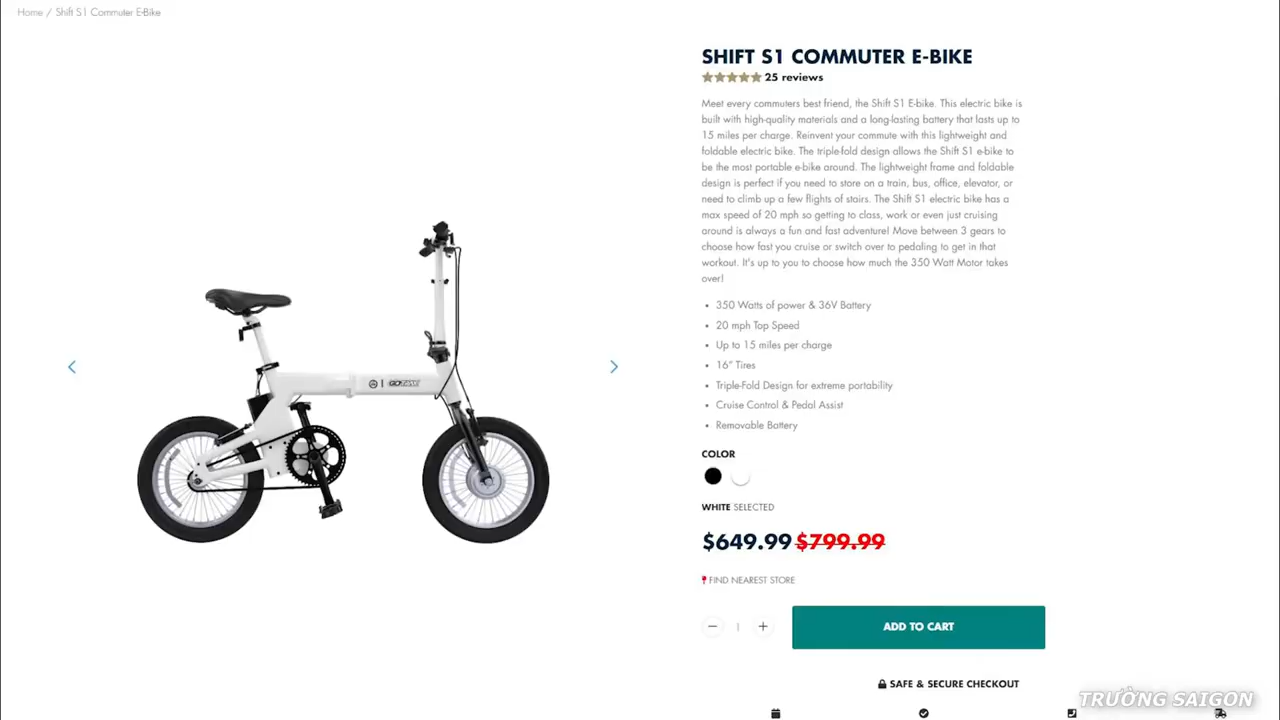 Home / Shift S1 Commuter E-Bike
SHIFT S1 COMMUTER E-BIKE
25 reviews
Meet every commuters best friend, the Shift S1 E-bike. This electric bike is
built with high-quality materials and a long-lasting battery that lasts up to
15 miles per charge. Reinvent your commute with this lightweight and
foldable electric bike. The triple-fold design allows the Shift S1 e-bike to
be the most portable e-bike around. The lightweight frame and foldable
design is perfect if you need to store on a train, bus, office, elevator, or
need to climb up a few flights of stairs. The Shift S1 electric bike has a
max speed of 20 mph so getting to class, work or even just cruising
around is always a fun and fast adventure! Move between 3 gears to
choose how fast you cruise or switch over to pedaling to get in that
workout. It's up to you to choose how much the 350 Watt Motor takes
over!
• 350 Watts of power & 36V Battery
• 20 mph Top Speed
• Up to 15 miles per charge
• 16" Tires
• Triple-Fold Design for extreme portability
• Cruise Control & Pedal Assist
• Removable Battery
COLOR
WHITE SELECTED
$649.99 $799.99
FIND NEAREST STORE
− 1 +
ADD TO CART
SAFE & SECURE CHECKOUT
TRƯỜNG SAIGON